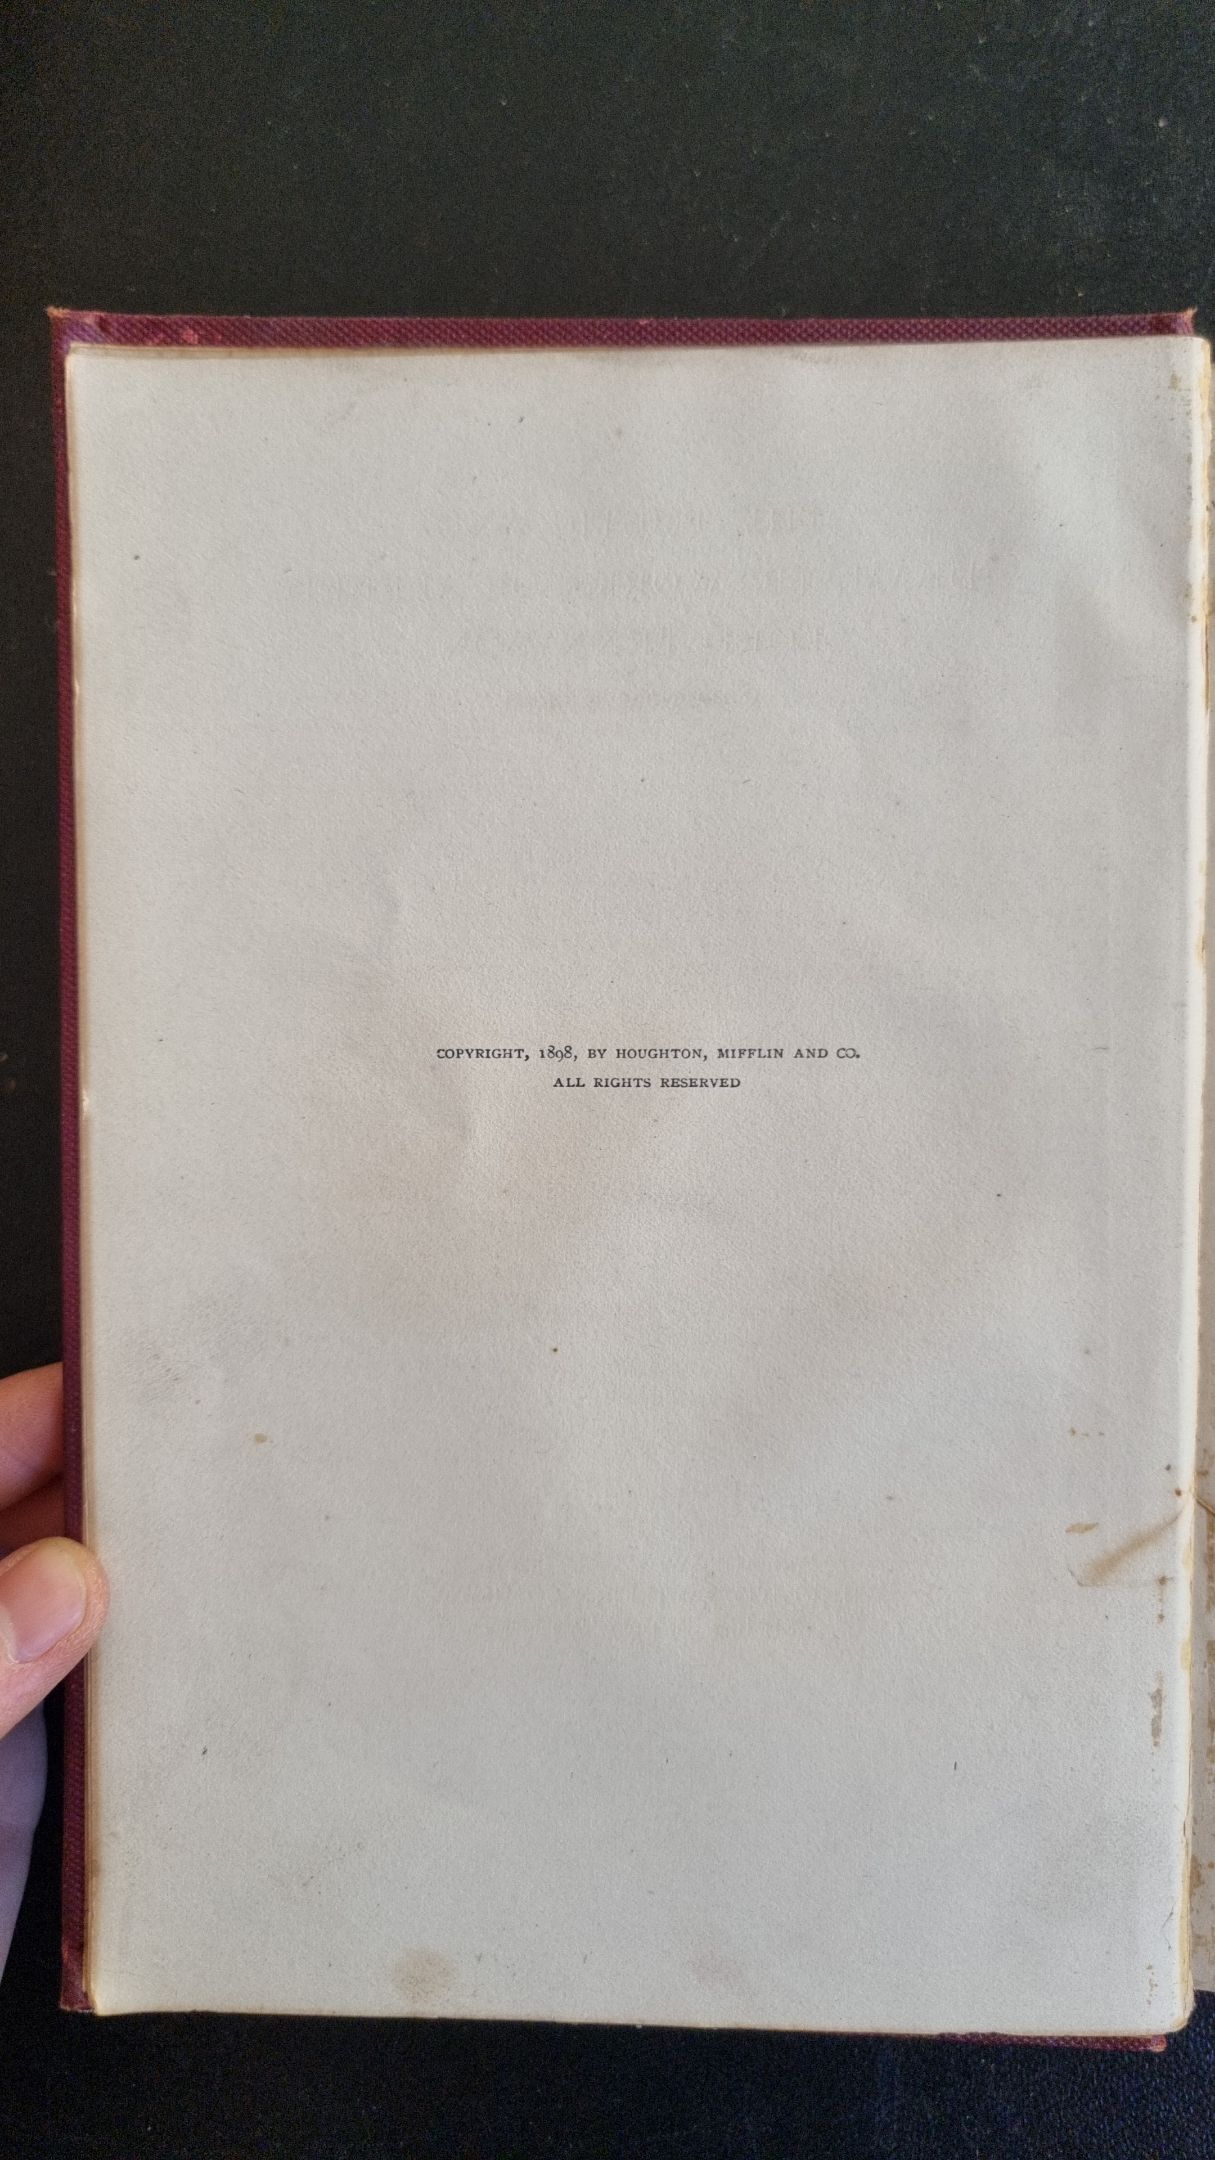 COPYRIGHT, 1898, BY HOUGHTON, MIFFLIN AND CO.
ALL RIGHTS RESERVED